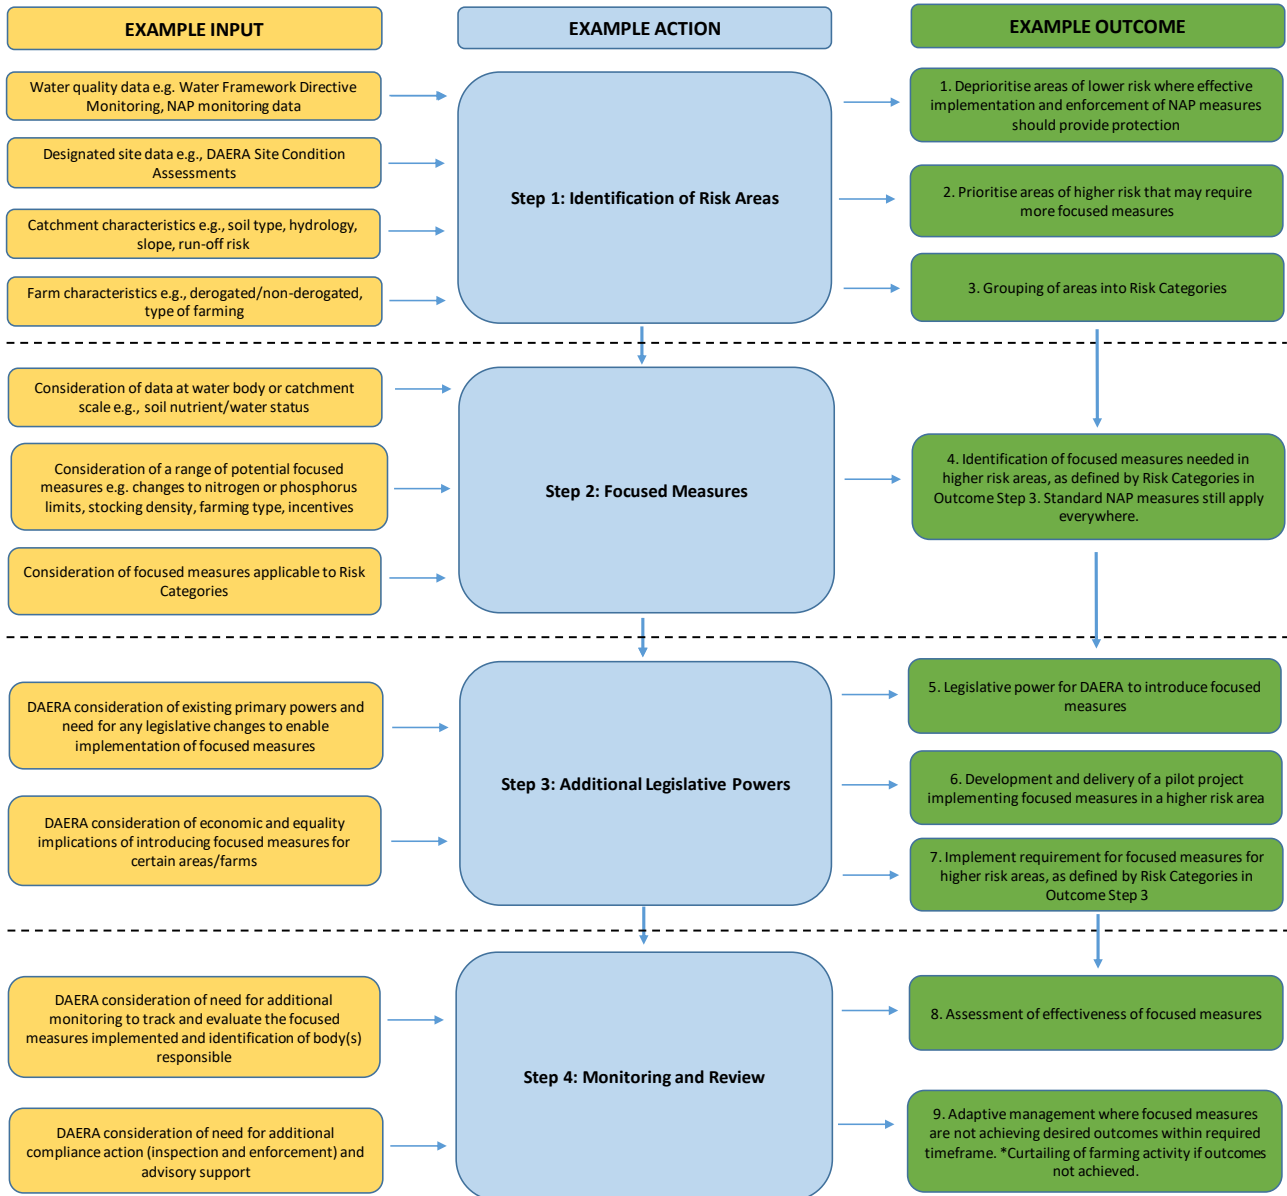 EXAMPLE INPUT
EXAMPLE ACTION
EXAMPLE OUTCOME
Water quality data e.g. Water Framework Directive
Monitoring, NAP monitoring data
Designated site data e.g., DAERA Site Condition
Assessments
Catchment characteristics e.g., soil type, hydrology,
slope, run-off risk
Farm characteristics e.g., derogated/non-derogated,
type of farming
Step 1: Identification of Risk Areas
1. Deprioritise areas of lower risk where effective
implementation and enforcement of NAP measures
should provide protection
2. Prioritise areas of higher risk that may require
more focused measures
3. Grouping of areas into Risk Categories
Consideration of data at water body or catchment
scale e.g., soil nutrient/water status
Consideration of a range of potential focused
measures e.g. changes to nitrogen or phosphorus
limits, stocking density, farming type, incentives
Consideration of focused measures applicable to Risk
Categories
Step 2: Focused Measures
4. Identification of focused measures needed in
higher risk areas, as defined by Risk Categories in
Outcome Step 3. Standard NAP measures still apply
everywhere.
DAERA consideration of existing primary powers and
need for any legislative changes to enable
implementation of focused measures
DAERA consideration of economic and equality
implications of introducing focused measures for
certain areas/farms
Step 3: Additional Legislative Powers
5. Legislative power for DAERA to introduce focused
measures
6. Development and delivery of a pilot project
implementing focused measures in a higher risk area
7. Implement requirement for focused measures for
higher risk areas, as defined by Risk Categories in
Outcome Step 3
DAERA consideration of need for additional
monitoring to track and evaluate the focused
measures implemented and identification of body(s)
responsible
DAERA consideration of need for additional
compliance action (inspection and enforcement) and
advisory support
Step 4: Monitoring and Review
8. Assessment of effectiveness of focused measures
9. Adaptive management where focused measures
are not achieving desired outcomes within required
timeframe. *Curtailing of farming activity if outcomes
not achieved.